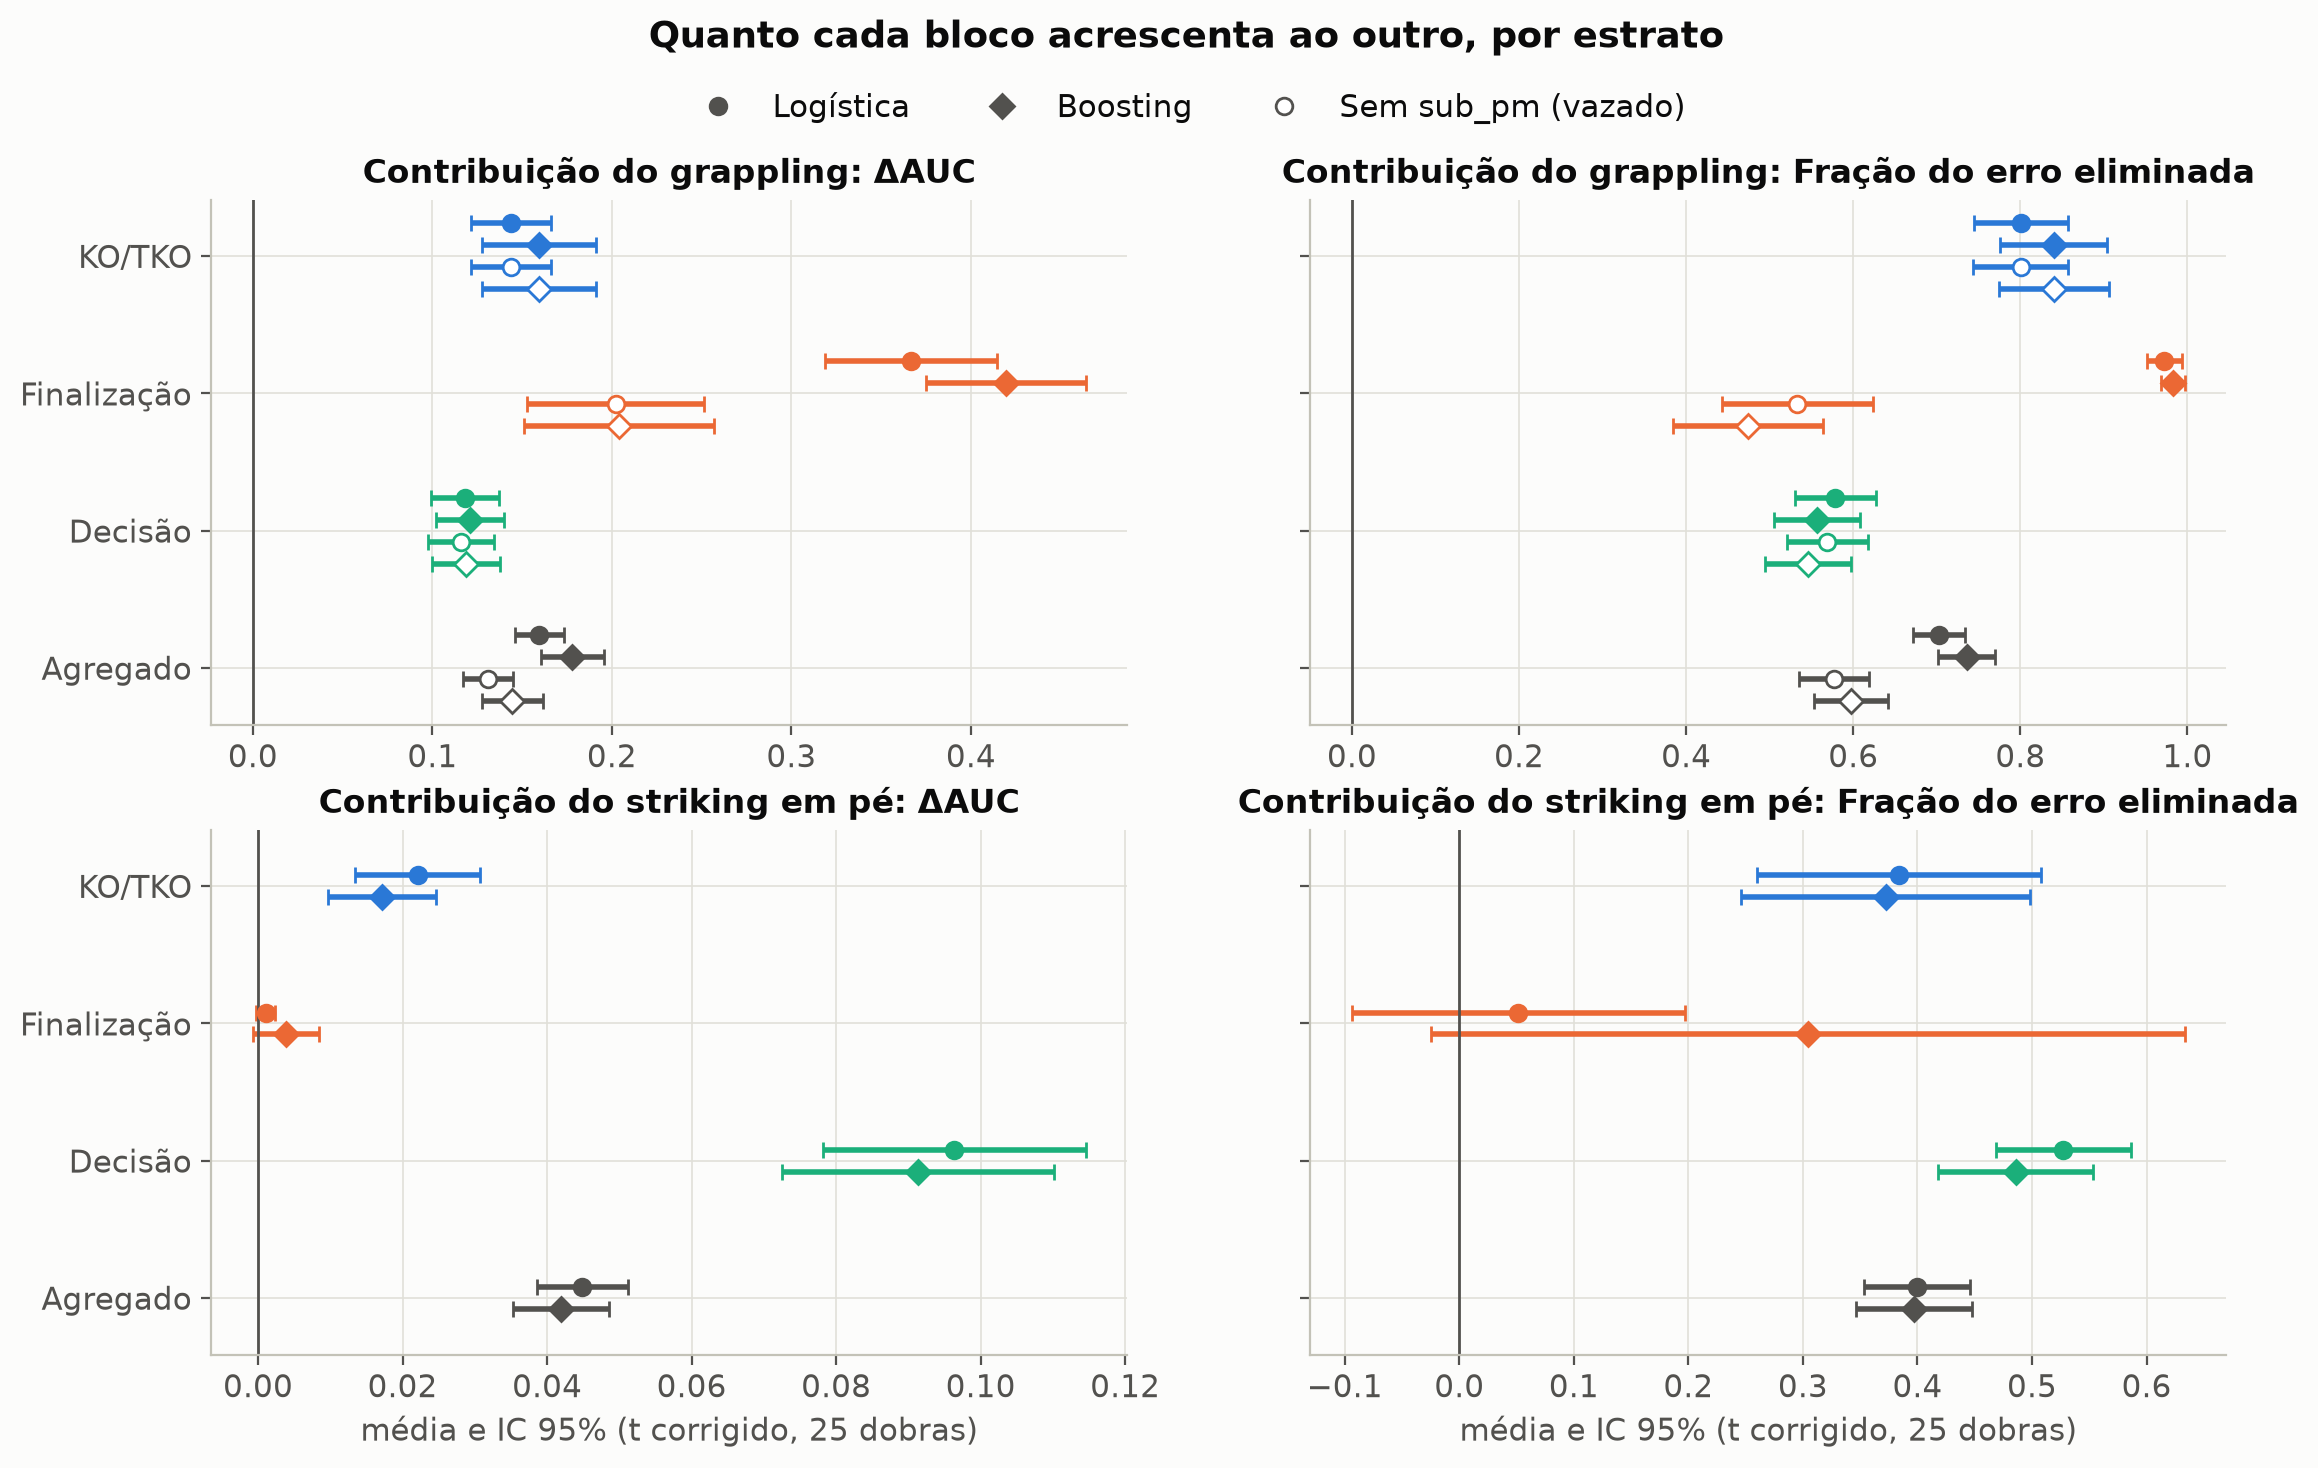 Quanto cada bloco acrescenta ao outro, por estrato
Logística Boosting Sem sub_pm (vazado)
Contribuição do grappling: ΔAUC
KO/TKO
Finalização
Decisão
Agregado
0.0 0.1 0.2 0.3 0.4
Contribuição do grappling: Fração do erro eliminada
0.0 0.2 0.4 0.6 0.8 1.0
Contribuição do striking em pé: ΔAUC
KO/TKO
Finalização
Decisão
Agregado
0.00 0.02 0.04 0.06 0.08 0.10 0.12
média e IC 95% (t corrigido, 25 dobras)
Contribuição do striking em pé: Fração do erro eliminada
−0.1 0.0 0.1 0.2 0.3 0.4 0.5 0.6
média e IC 95% (t corrigido, 25 dobras)